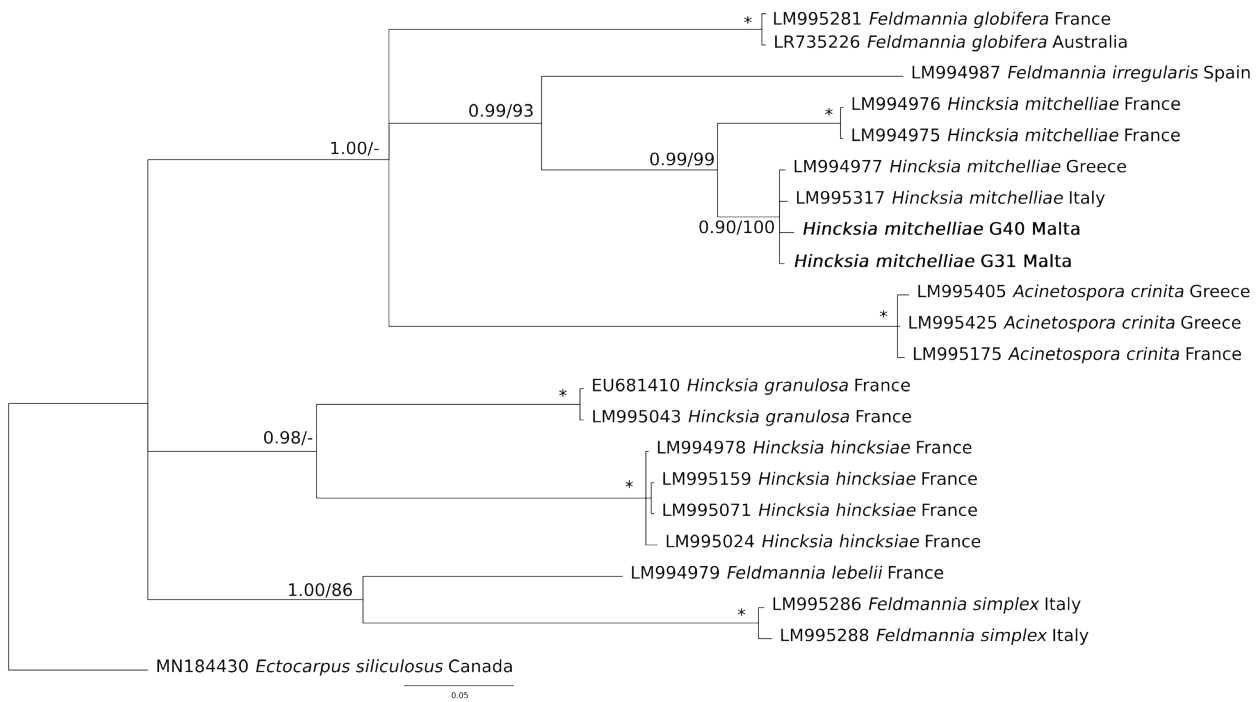 * LM995281 Feldmannia globifera France
LR735226 Feldmannia globifera Australia
LM994987 Feldmannia irregularis Spain
0.99/93
* LM994976 Hincksia mitchelliae France
LM994975 Hincksia mitchelliae France
1.00/-
0.99/99
LM994977 Hincksia mitchelliae Greece
LM995317 Hincksia mitchelliae Italy
0.90/100
Hincksia mitchelliae G40 Malta
Hincksia mitchelliae G31 Malta
LM995405 Acinetospora crinita Greece
* LM995425 Acinetospora crinita Greece
LM995175 Acinetospora crinita France
* EU681410 Hincksia granulosa France
LM995043 Hincksia granulosa France
0.98/-
LM994978 Hincksia hincksiae France
* LM995159 Hincksia hincksiae France
LM995071 Hincksia hincksiae France
LM995024 Hincksia hincksiae France
LM994979 Feldmannia lebelii France
1.00/86
* LM995286 Feldmannia simplex Italy
LM995288 Feldmannia simplex Italy
MN184430 Ectocarpus siliculosus Canada
0.05